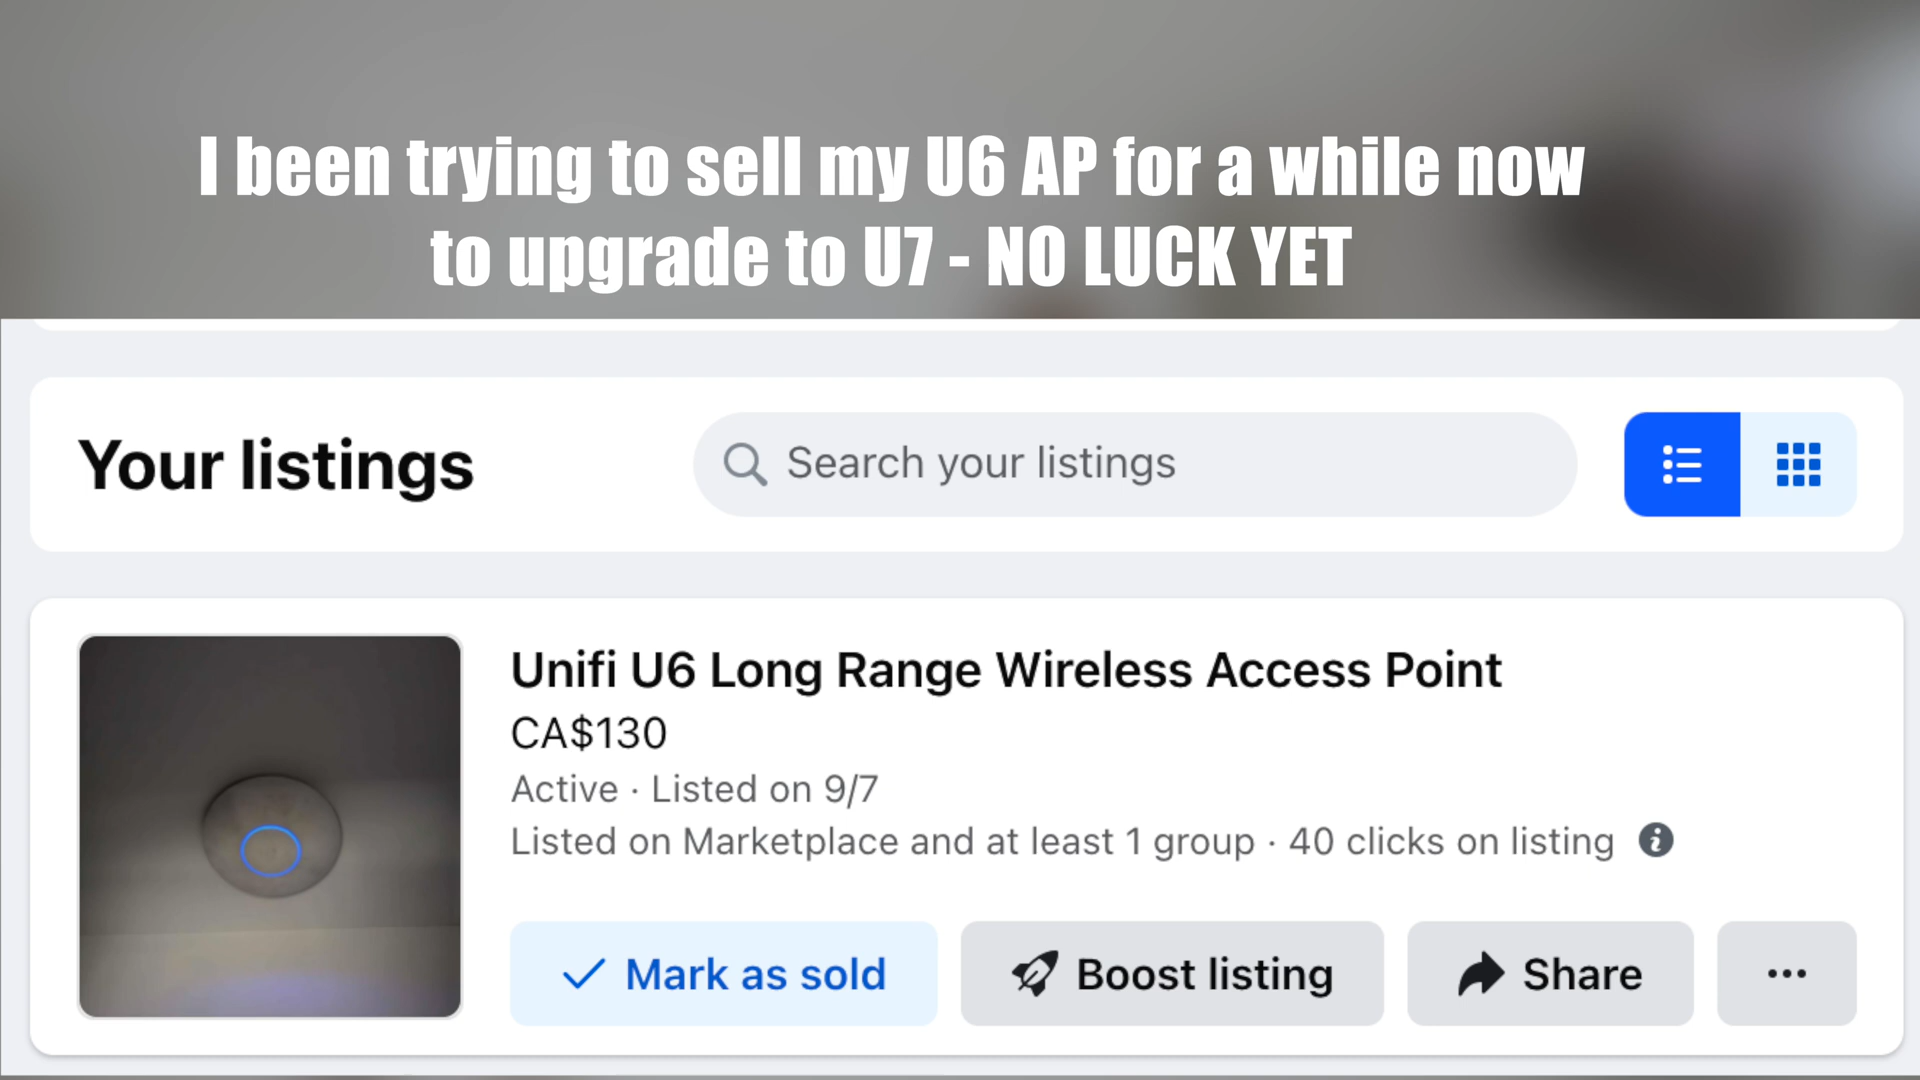 I been trying to sell my U6 AP for a while now
to upgrade to U7 - NO LUCK YET
Your listings
Search your listings
Unifi U6 Long Range Wireless Access Point
CA$130
Active · Listed on 9/7
Listed on Marketplace and at least 1 group · 40 clicks on listing
Mark as sold
Boost listing
Share